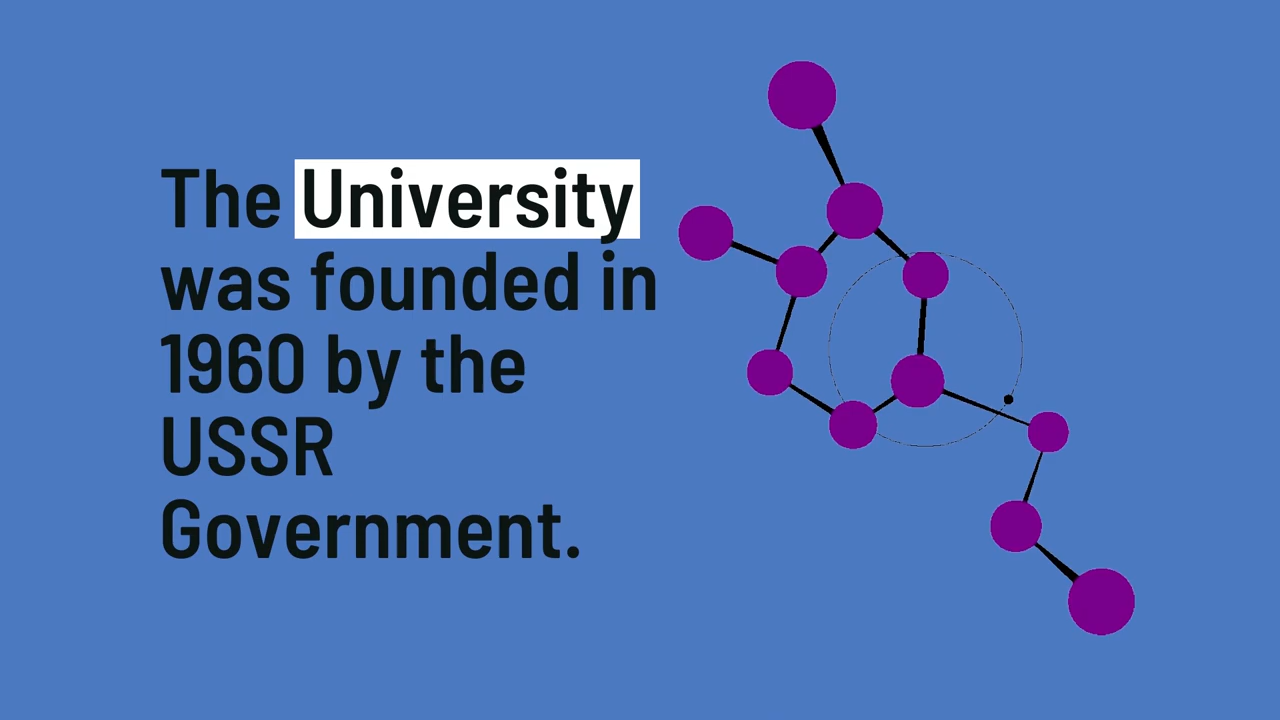 The University
was founded in
1960 by the
USSR
Government.